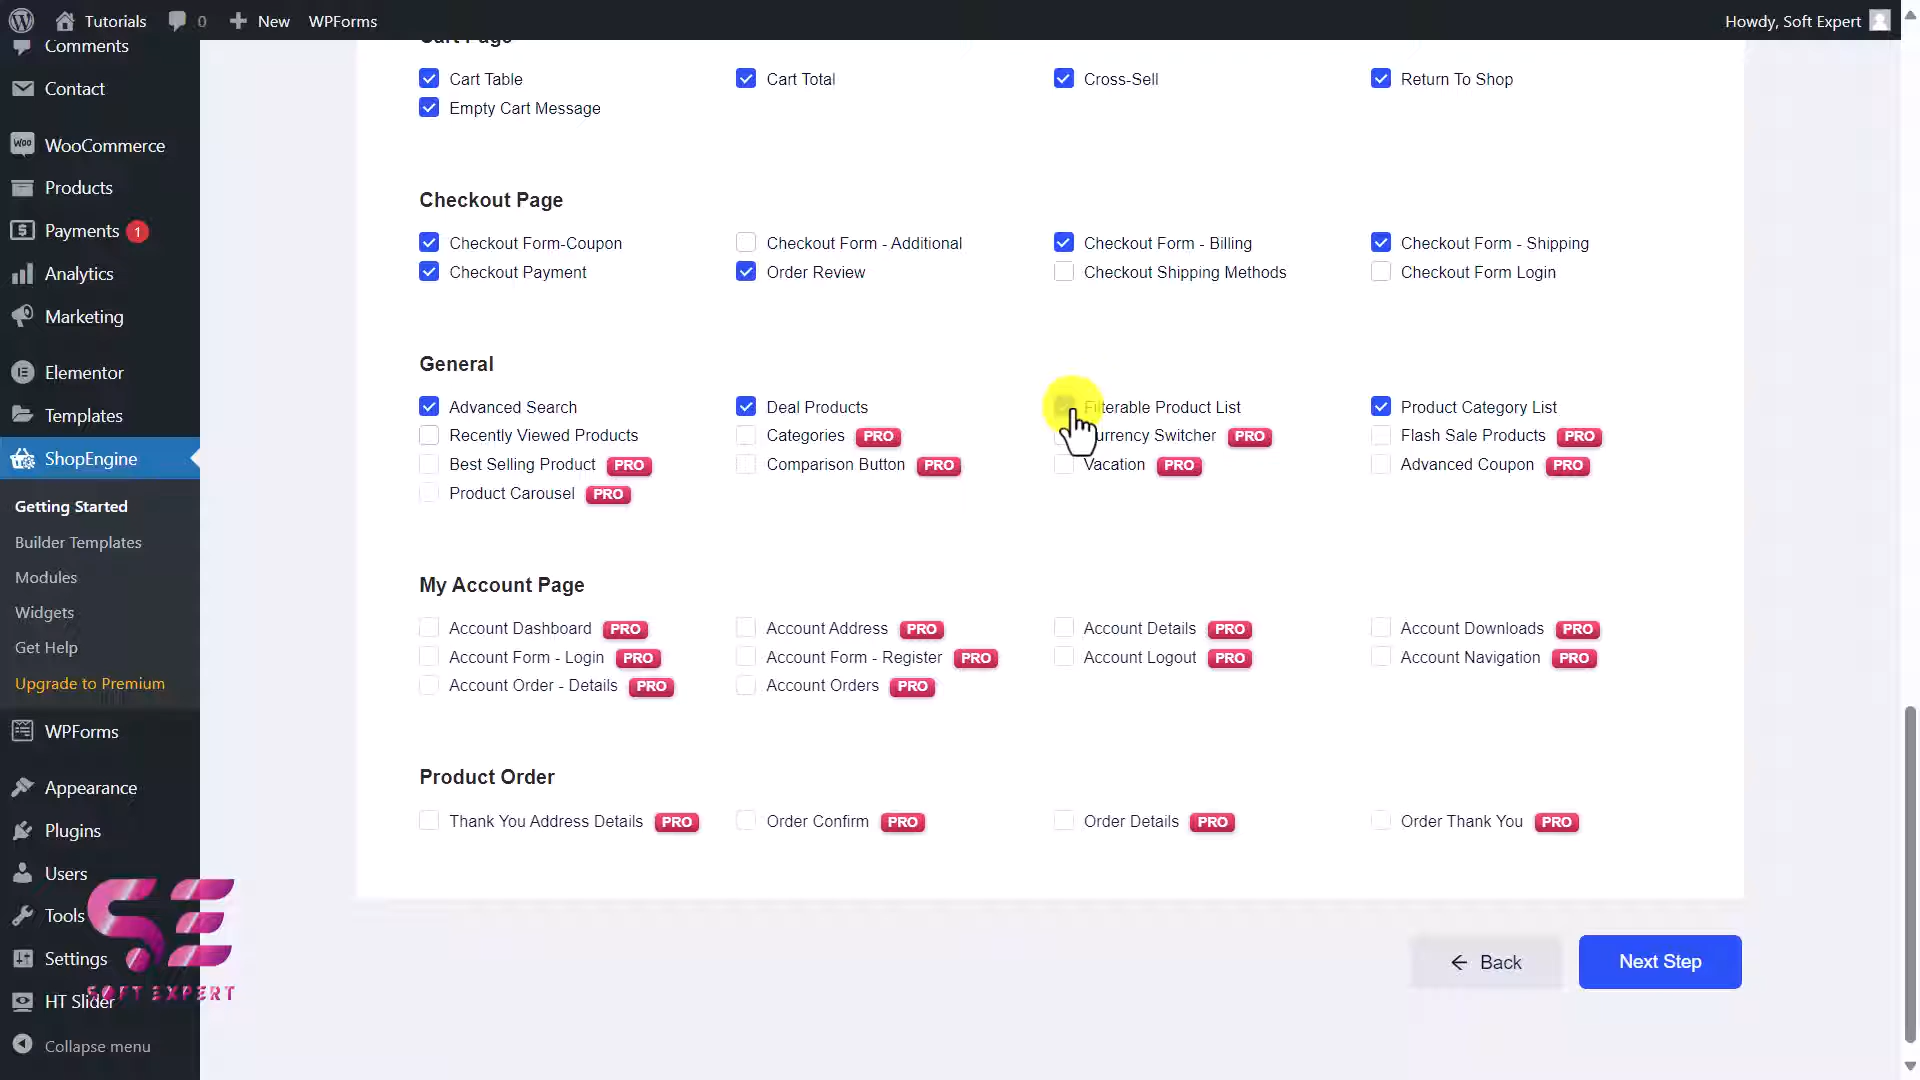 Tutorials 0 New WPForms Howdy, Soft Expert
Comments
Contact
WooCommerce
Products
Payments 1
Analytics
Marketing
Elementor
Templates
ShopEngine
Getting Started
Builder Templates
Modules
Widgets
Get Help
Upgrade to Premium
WPForms
Appearance
Plugins
Users
Tools
Settings
HT Slider
Collapse menu
SE
SOFT EXPERT
Cart Page
Cart Table Cart Total Cross-Sell Return To Shop
Empty Cart Message
Checkout Page
Checkout Form-Coupon Checkout Form - Additional Checkout Form - Billing Checkout Form - Shipping
Checkout Payment Order Review Checkout Shipping Methods Checkout Form Login
General
Advanced Search Deal Products Filterable Product List Product Category List
Recently Viewed Products Categories PRO Currency Switcher PRO Flash Sale Products PRO
Best Selling Product PRO Comparison Button PRO Vacation PRO Advanced Coupon PRO
Product Carousel PRO
My Account Page
Account Dashboard PRO Account Address PRO Account Details PRO Account Downloads PRO
Account Form - Login PRO Account Form - Register PRO Account Logout PRO Account Navigation PRO
Account Order - Details PRO Account Orders PRO
Product Order
Thank You Address Details PRO Order Confirm PRO Order Details PRO Order Thank You PRO
Back Next Step